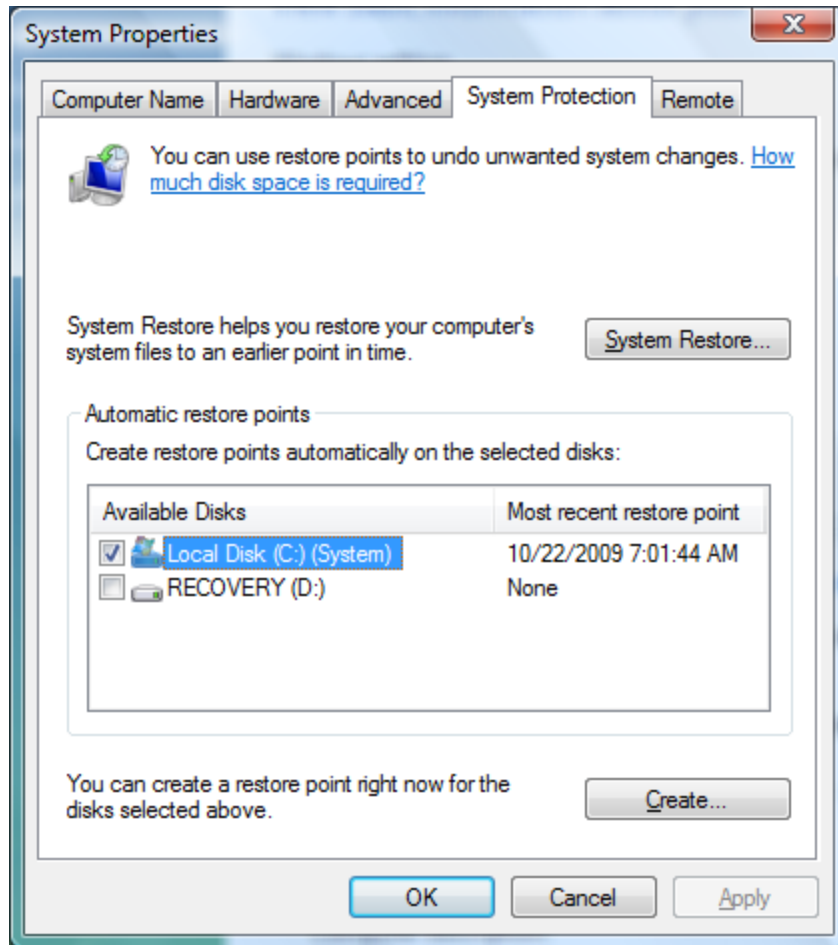 System Properties
Computer Name
Hardware
Advanced
System Protection
Remote
You can use restore points to undo unwanted system changes. How
much disk space is required?
System Restore helps you restore your computer's
system files to an earlier point in time.
System Restore...
Automatic restore points
Create restore points automatically on the selected disks:
Available Disks
Most recent restore point
Local Disk (C:) (System)
10/22/2009 7:01:44 AM
RECOVERY (D:)
None
You can create a restore point right now for the
disks selected above.
Create...
OK
Cancel
Apply